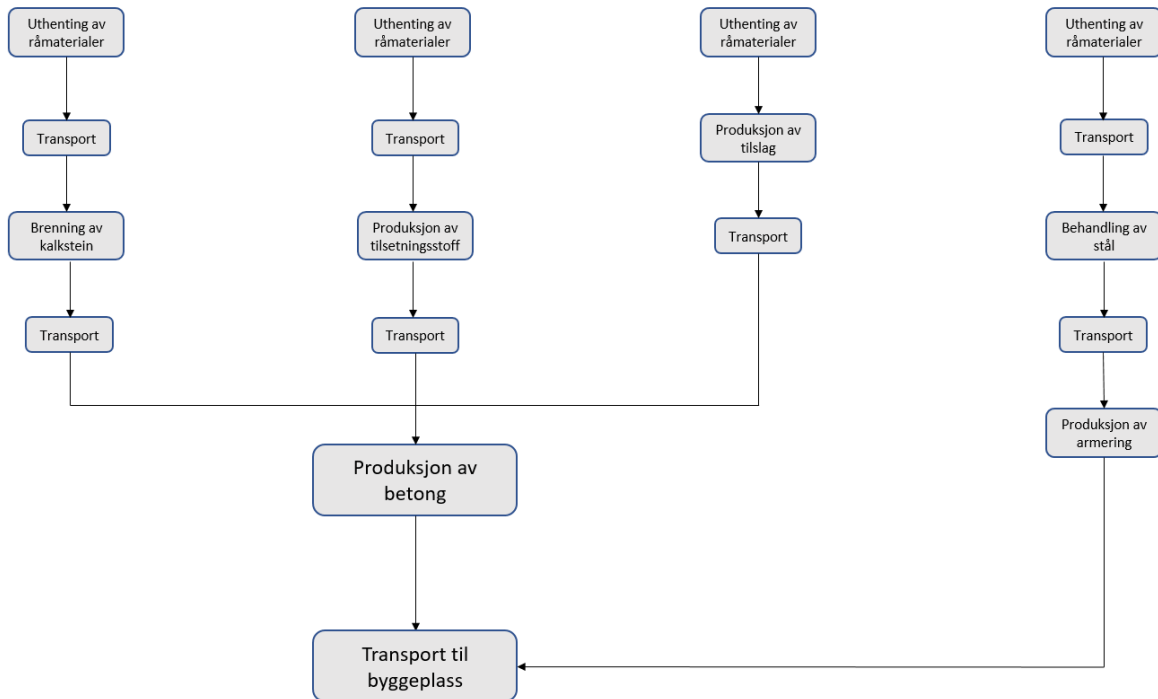 Uthenting av
råmaterialer
Uthenting av
råmaterialer
Uthenting av
råmaterialer
Uthenting av
råmaterialer
Transport
Transport
Produksjon av
tilslag
Transport
Brenning av
kalkstein
Produksjon av
tilsetningsstoff
Transport
Behandling av
stål
Transport
Transport
Transport
Produksjon av
armering
Produksjon av
betong
Transport til
byggeplass